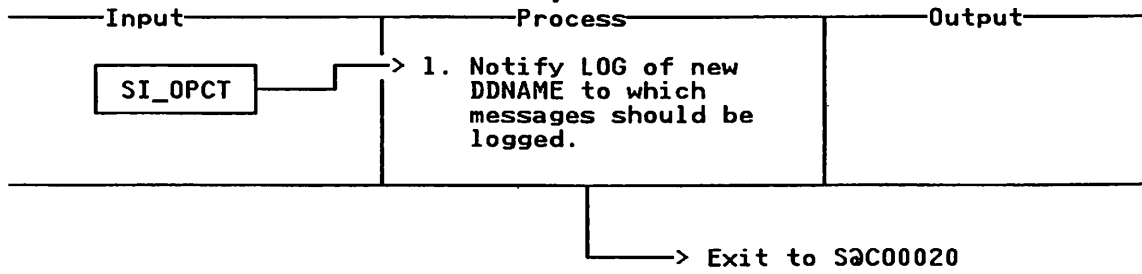 Input Process Output
SI_OPCT
> 1. Notify LOG of new
DDNAME to which
messages should be
logged.
> Exit to S@C00020